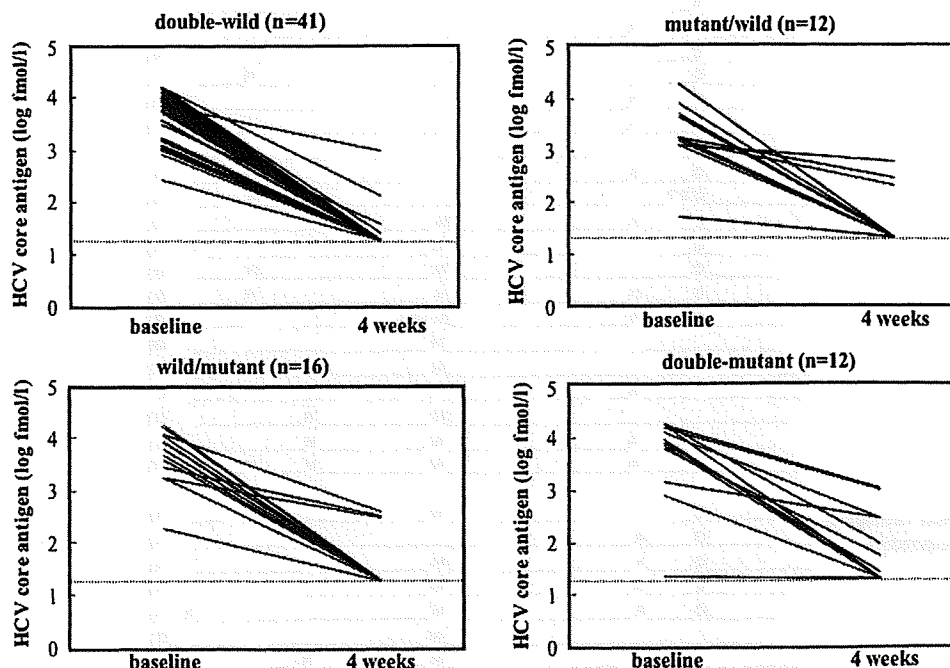 double-wild (n=41)
HCV core antigen (log fmol/l)
5
4
3
2
1
0
baseline 4 weeks
mutant/wild (n=12)
HCV core antigen (log fmol/l)
5
4
3
2
1
0
baseline 4 weeks
wild/mutant (n=16)
HCV core antigen (log fmol/l)
5
4
3
2
1
0
baseline 4 weeks
double-mutant (n=12)
HCV core antigen (log fmol/l)
5
4
3
2
1
0
baseline 4 weeks